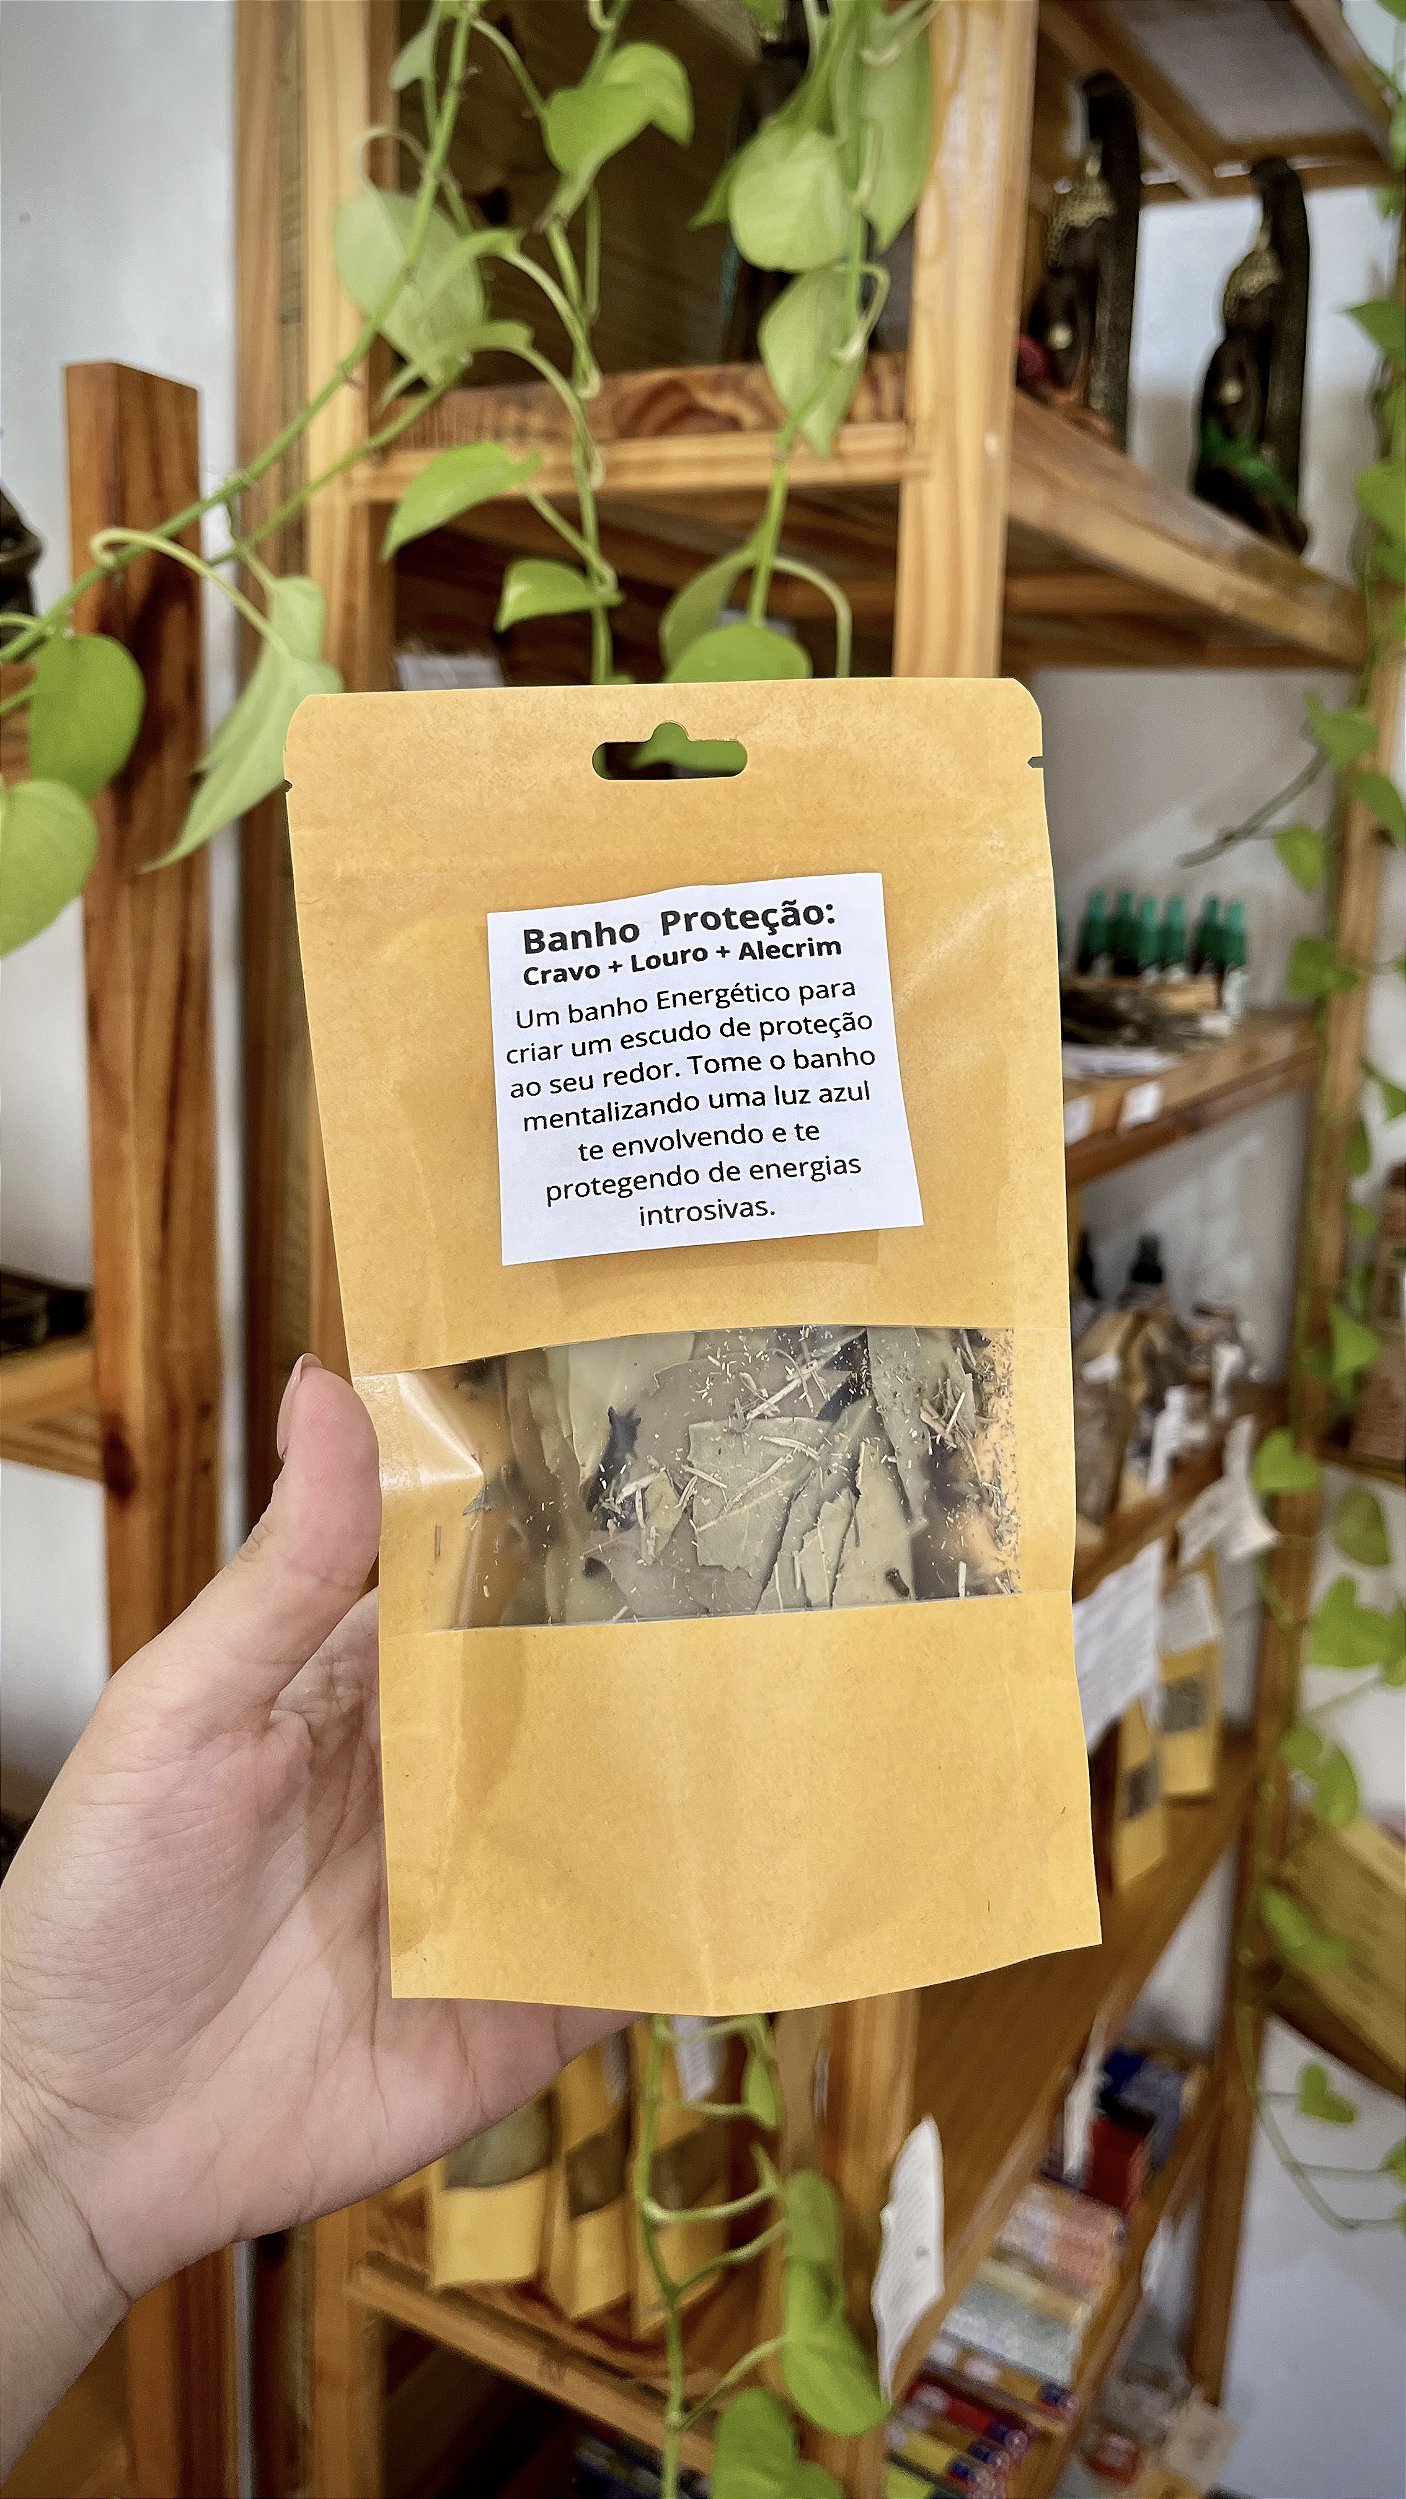 Banho Proteção:
Cravo + Louro + Alecrim
Um banho Energético para
criar um escudo de proteção
ao seu redor. Tome o banho
mentalizando uma luz azul
te envolvendo e te
protegendo de energias
introsivas.